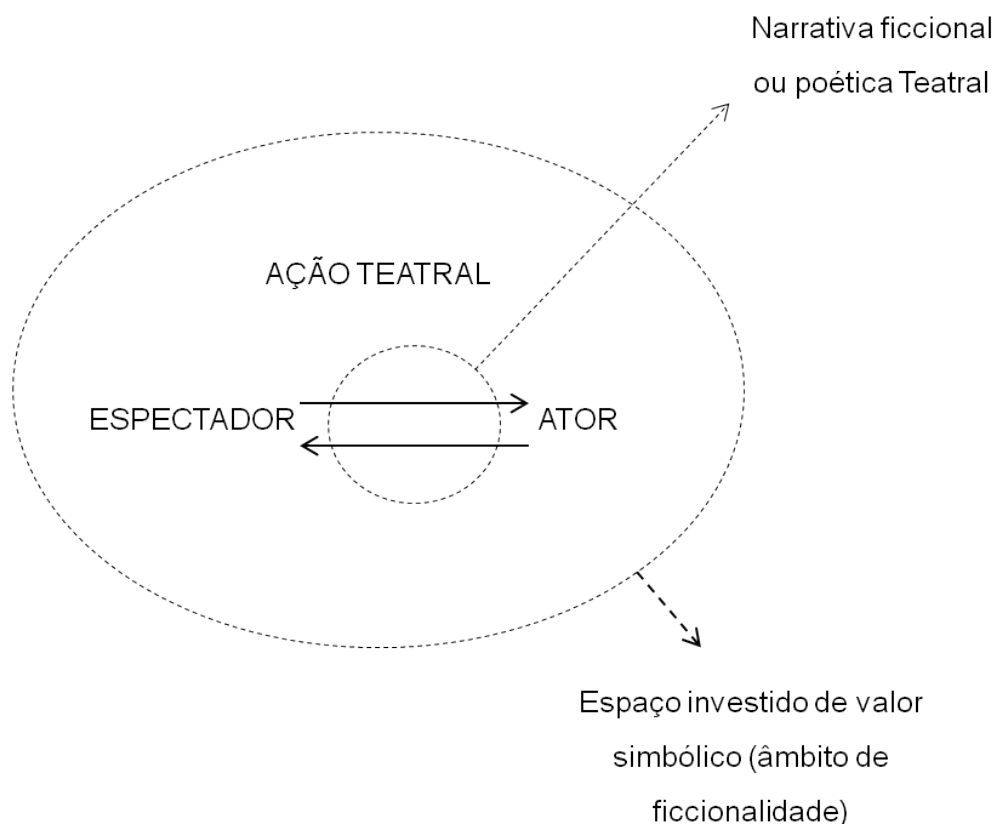 Narrativa ficcional
ou poética Teatral
AÇÃO TEATRAL
ESPECTADOR
ATOR
Espaço investido de valor
simbólico (âmbito de
ficcionalidade)